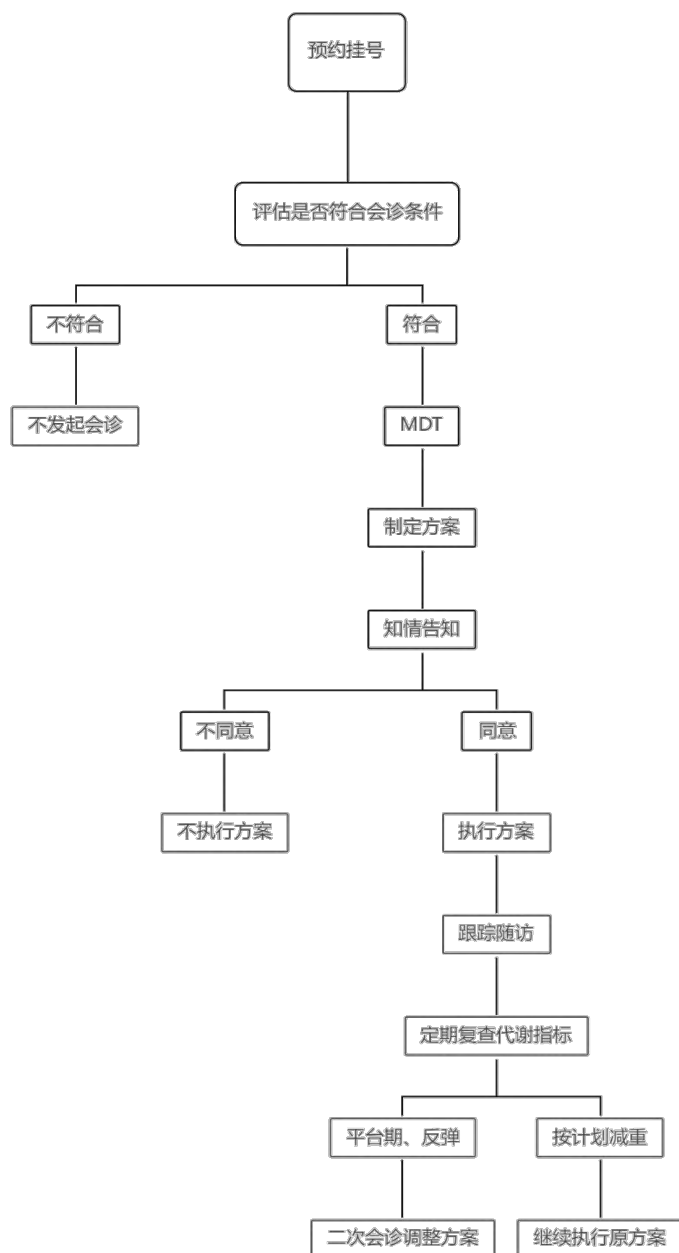 预约挂号
评估是否符合会诊条件
不符合
符合
不发起会诊
MDT
制定方案
知情告知
不同意
同意
不执行方案
执行方案
跟踪随访
定期复查代谢指标
平台期、反弹
按计划减重
二次会诊调整方案
继续执行原方案